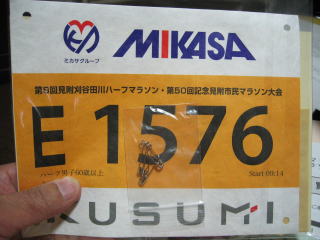 MIKASA
ミカサグループ
第5回見附刈谷田川ハーフマラソン・第50回記念見附市民マラソン大会
E 1576
ハーフ男子60歳以上
Start 09:14
KUSUMI